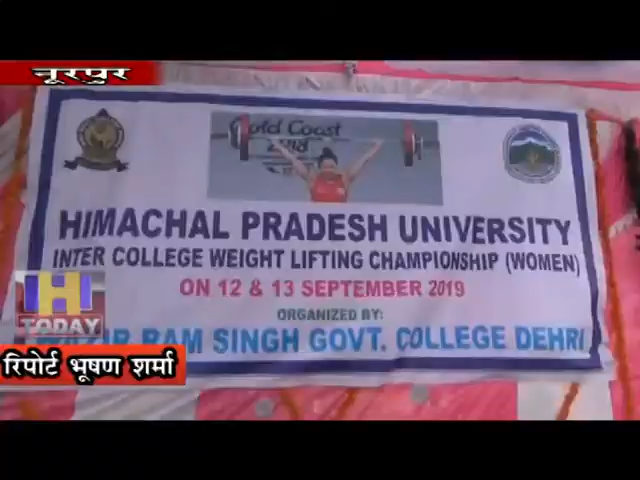 नूरपुर
Gold Coast
2018
HIMACHAL PRADESH UNIVERSITY
INTER COLLEGE WEIGHT LIFTING CHAMPIONSHIP (WOMEN)
ON 12 & 13 SEPTEMBER 2019
ORGANIZED BY:
RAM SINGH GOVT. COLLEGE DEHRI
H
TODAY
रिपोर्ट भूषण शर्मा